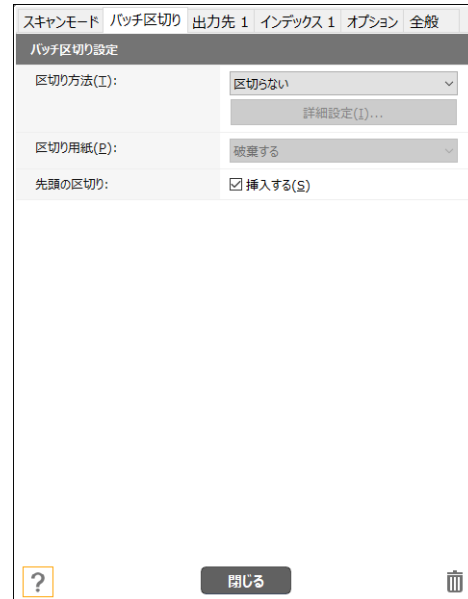 スキャンモード バッチ区切り 出力先 1 インデックス 1 オプション 全般
バッチ区切り設定
区切り方法(T): 区切らない
詳細設定(I)...
区切り用紙(P): 破棄する
先頭の区切り: 挿入する(S)
? 閉じる